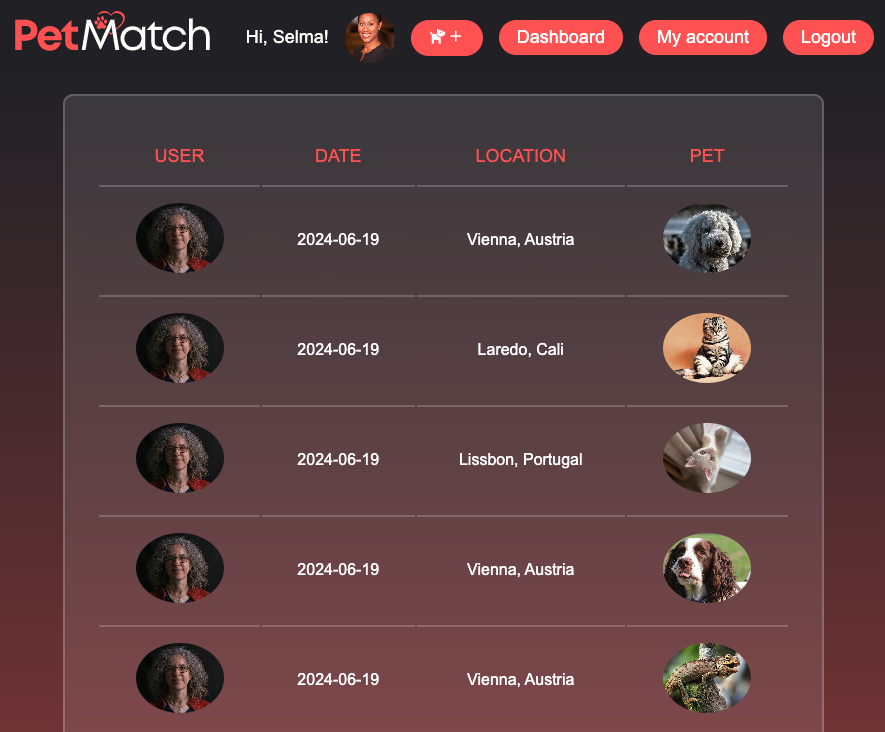 PetMatch
Hi, Selma! + Dashboard My account Logout
USER DATE LOCATION PET
2024-06-19 Vienna, Austria
2024-06-19 Laredo, Cali
2024-06-19 Lissbon, Portugal
2024-06-19 Vienna, Austria
2024-06-19 Vienna, Austria